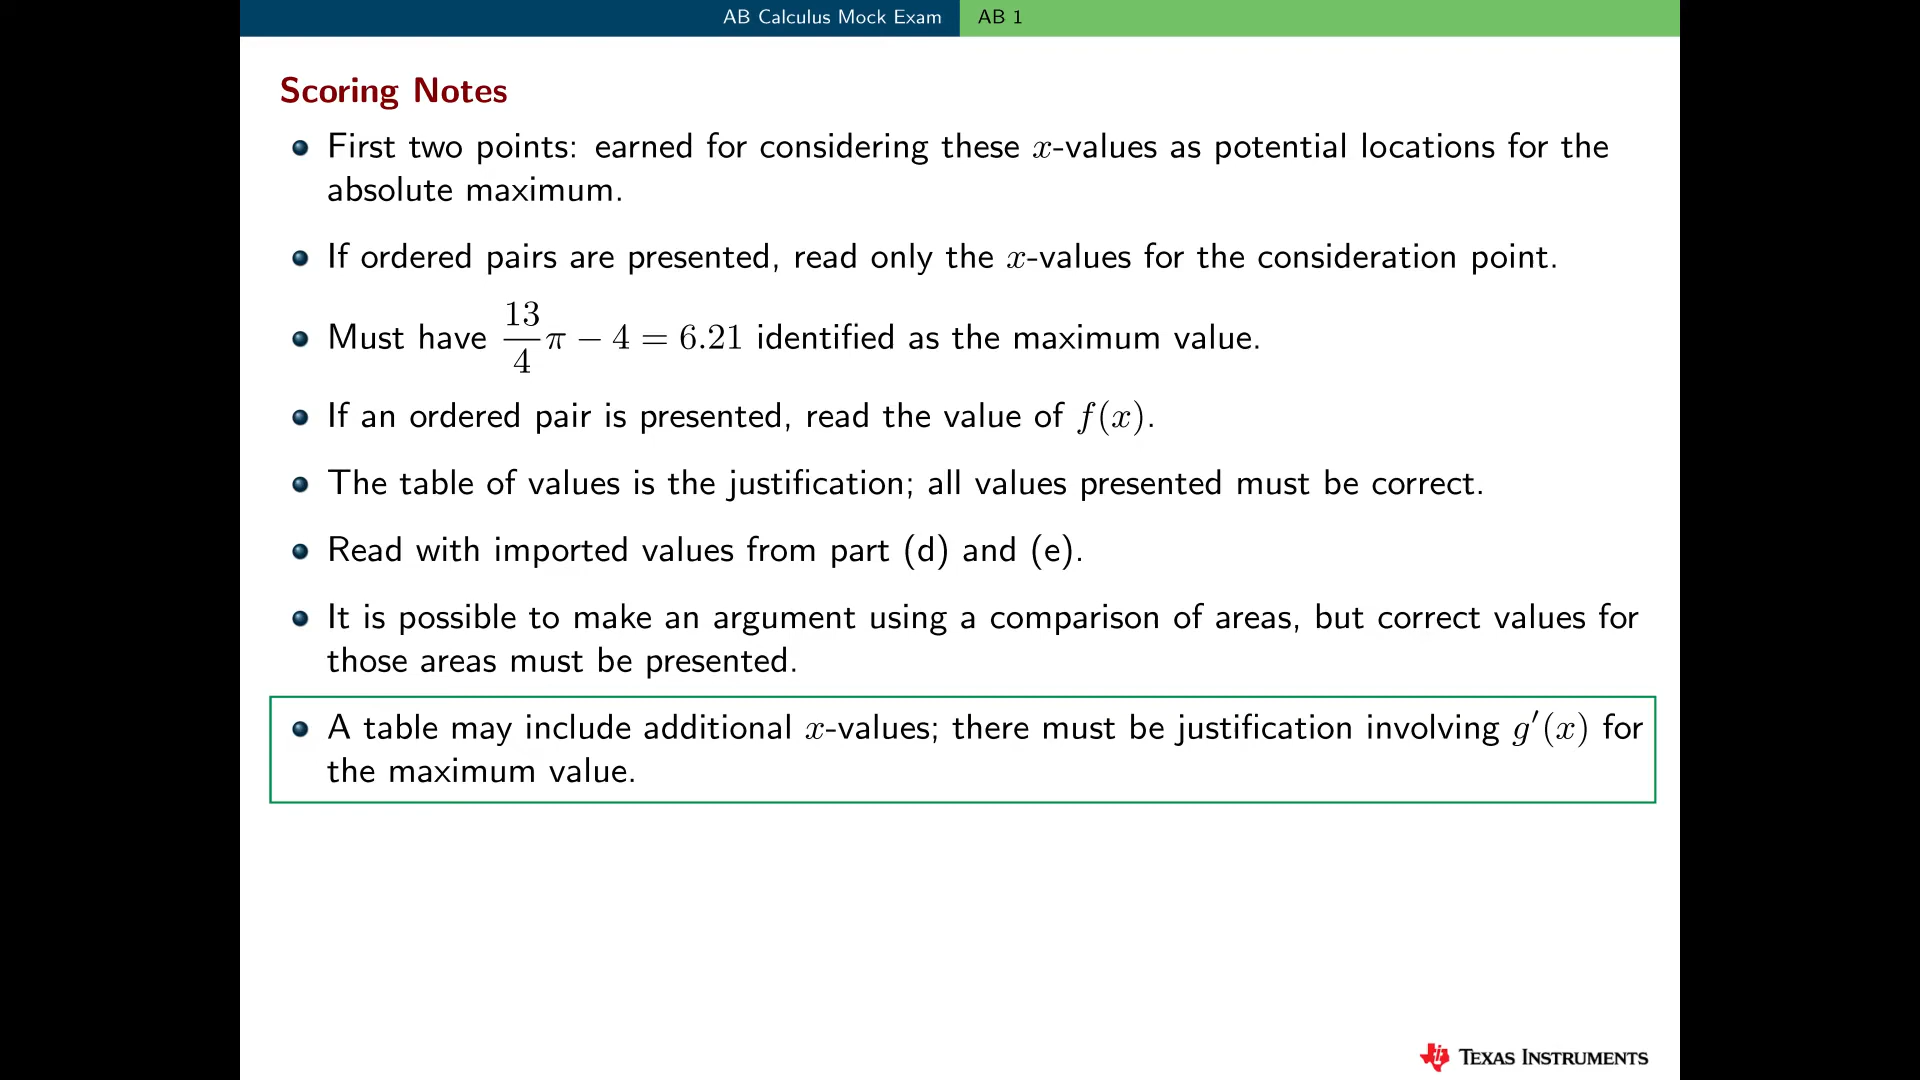 AB Calculus Mock Exam AB 1
Scoring Notes
First two points: earned for considering these x-values as potential locations for the
absolute maximum.
If ordered pairs are presented, read only the x-values for the consideration point.
Must have 13/4 π − 4 = 6.21 identified as the maximum value.
If an ordered pair is presented, read the value of f(x).
The table of values is the justification; all values presented must be correct.
Read with imported values from part (d) and (e).
It is possible to make an argument using a comparison of areas, but correct values for
those areas must be presented.
A table may include additional x-values; there must be justification involving g′(x) for
the maximum value.
TEXAS INSTRUMENTS